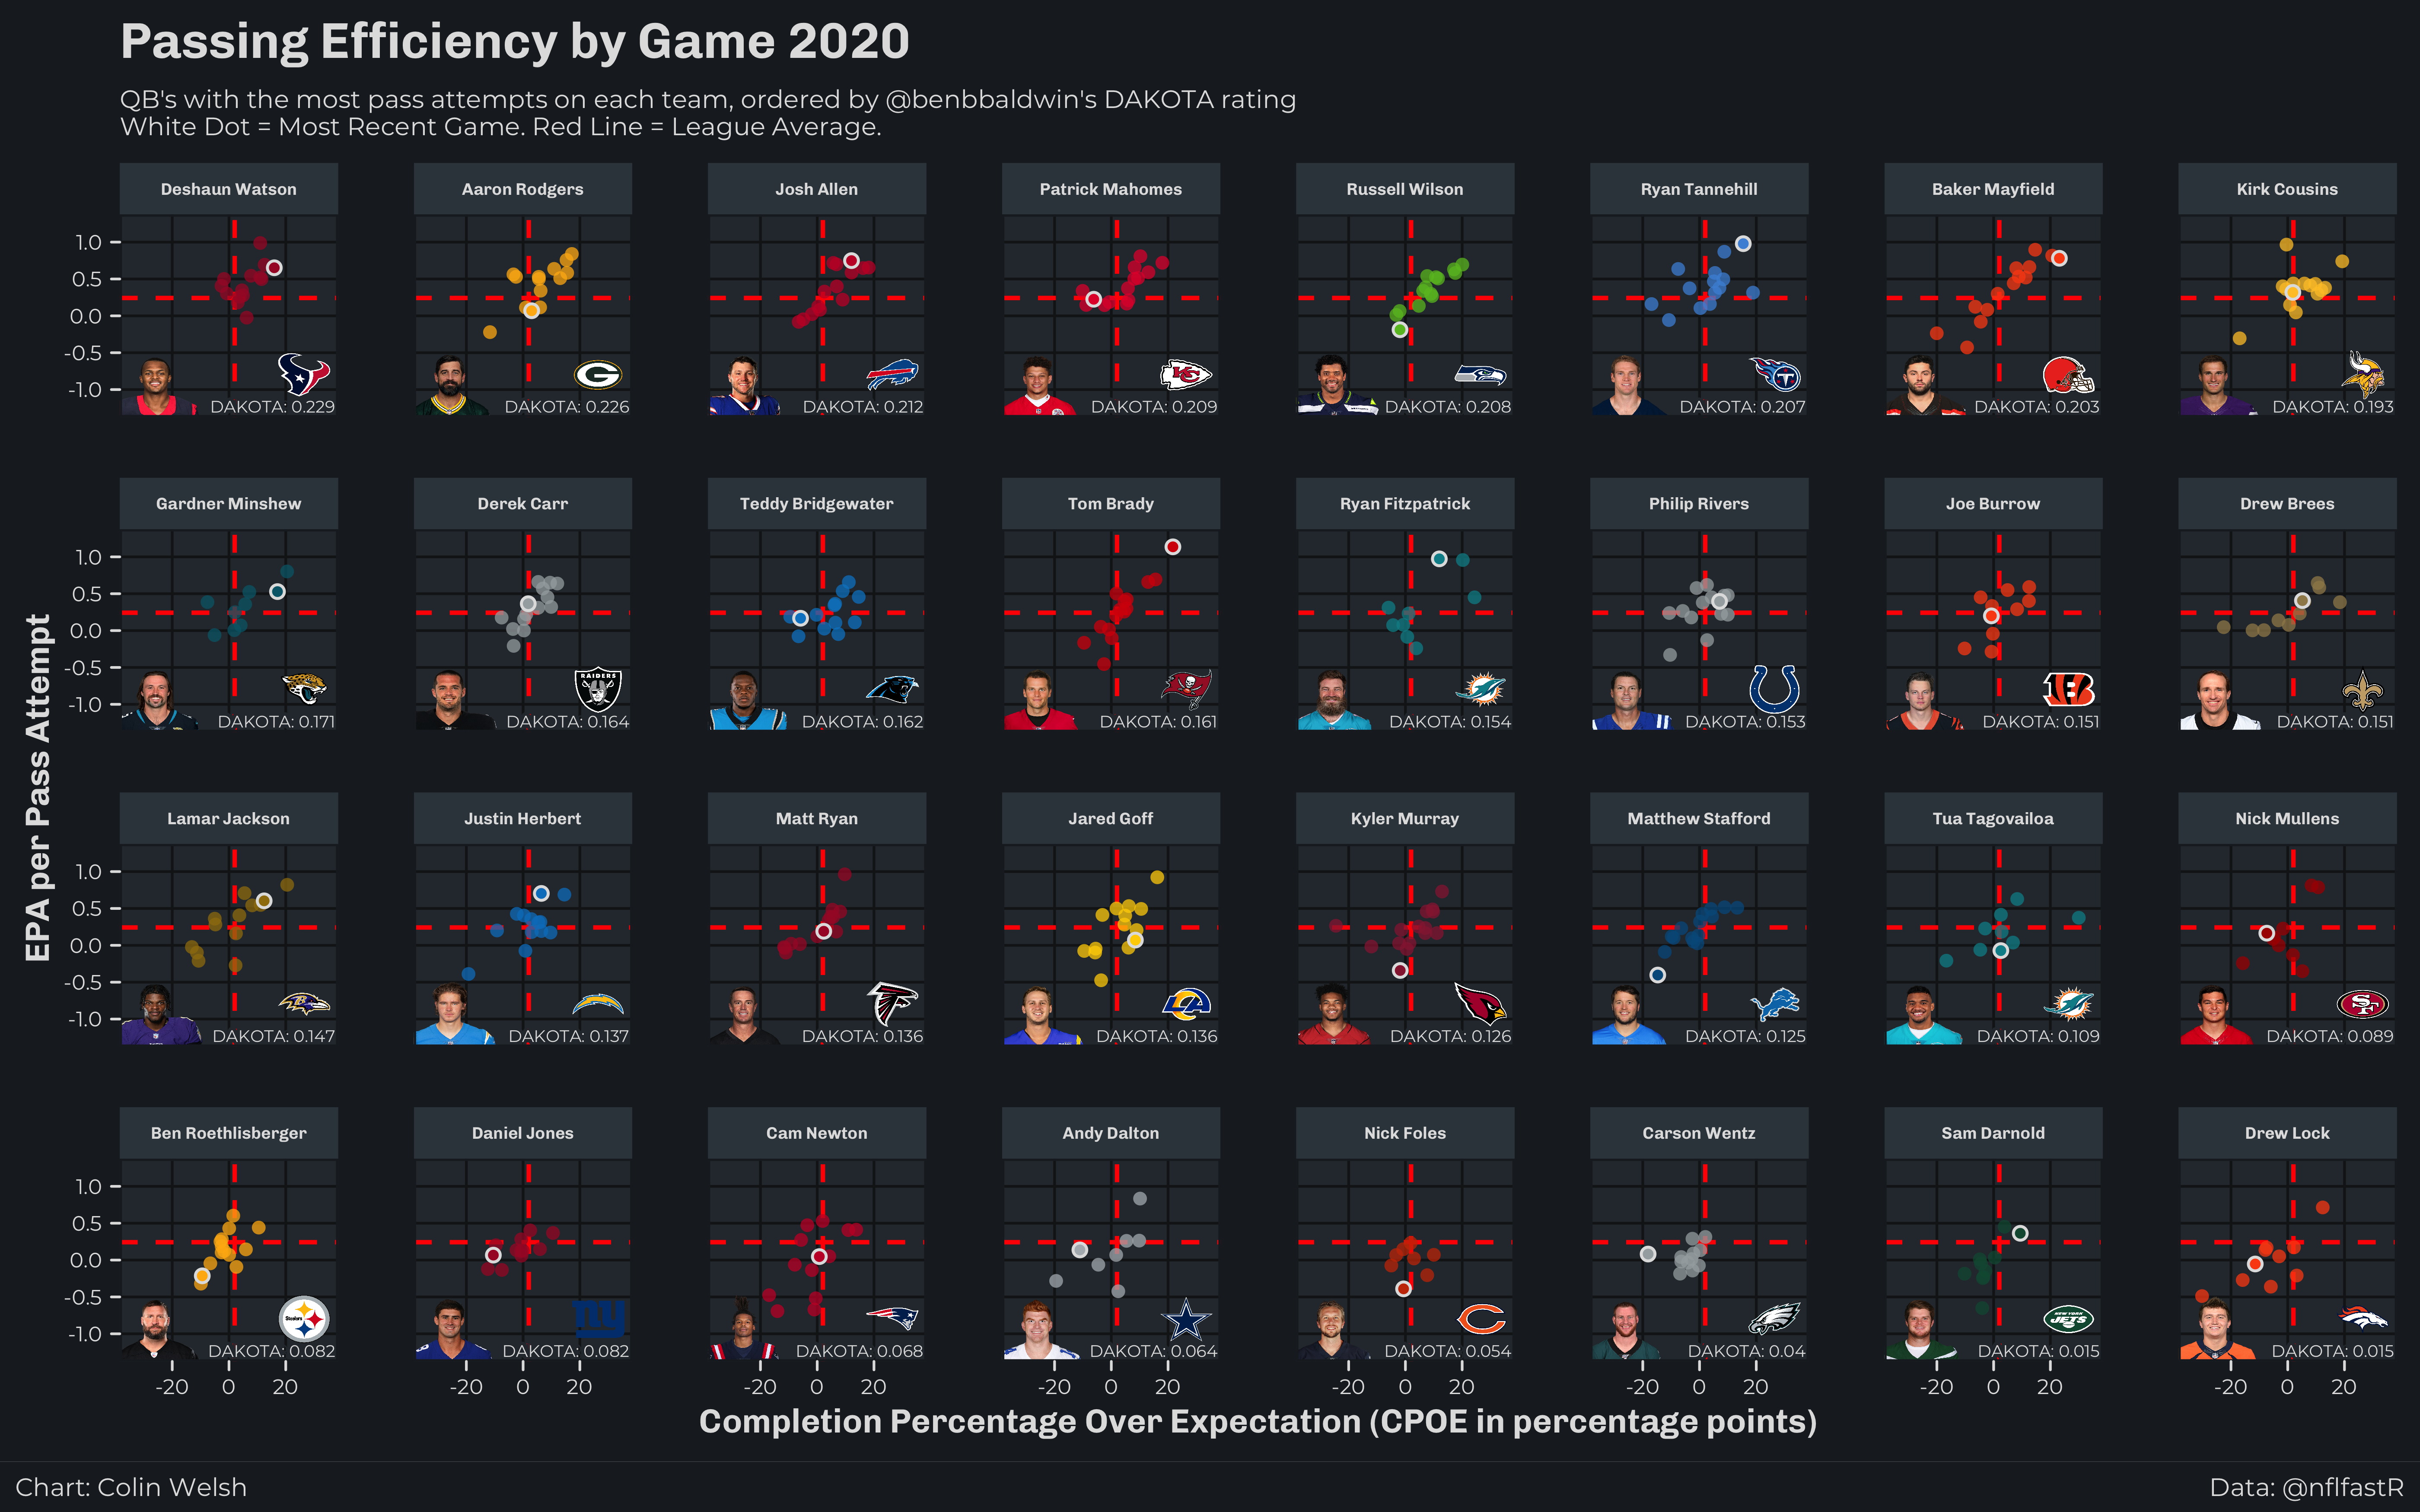 Passing Efficiency by Game 2020
QB's with the most pass attempts on each team, ordered by @benbbaldwin's DAKOTA rating
White Dot = Most Recent Game. Red Line = League Average.
Deshaun Watson Aaron Rodgers Josh Allen Patrick Mahomes Russell Wilson Ryan Tannehill Baker Mayfield Kirk Cousins
1.0
0.5
0.0
-0.5
-1.0
DAKOTA: 0.229 DAKOTA: 0.226 DAKOTA: 0.212 DAKOTA: 0.209 DAKOTA: 0.208 DAKOTA: 0.207 DAKOTA: 0.203 DAKOTA: 0.193
Gardner Minshew Derek Carr Teddy Bridgewater Tom Brady Ryan Fitzpatrick Philip Rivers Joe Burrow Drew Brees
1.0
0.5
0.0
-0.5
RAIDERS
-1.0
DAKOTA: 0.171 DAKOTA: 0.164 DAKOTA: 0.162 DAKOTA: 0.161 DAKOTA: 0.154 DAKOTA: 0.153 DAKOTA: 0.151 DAKOTA: 0.151
EPA per Pass Attempt
Lamar Jackson Justin Herbert Matt Ryan Jared Goff Kyler Murray Matthew Stafford Tua Tagovailoa Nick Mullens
1.0
0.5
0.0
-0.5
-1.0
DAKOTA: 0.147 DAKOTA: 0.137 DAKOTA: 0.136 DAKOTA: 0.136 DAKOTA: 0.126 DAKOTA: 0.125 DAKOTA: 0.109 DAKOTA: 0.089
Ben Roethlisberger Daniel Jones Cam Newton Andy Dalton Nick Foles Carson Wentz Sam Darnold Drew Lock
1.0
0.5
0.0
-0.5
Steelers ny NEW YORK JETS
-1.0
DAKOTA: 0.082 DAKOTA: 0.082 DAKOTA: 0.068 DAKOTA: 0.064 DAKOTA: 0.054 DAKOTA: 0.04 DAKOTA: 0.015 DAKOTA: 0.015
-20 0 20 -20 0 20 -20 0 20 -20 0 20 -20 0 20 -20 0 20 -20 0 20 -20 0 20
Completion Percentage Over Expectation (CPOE in percentage points)
Chart: Colin Welsh Data: @nflfastR